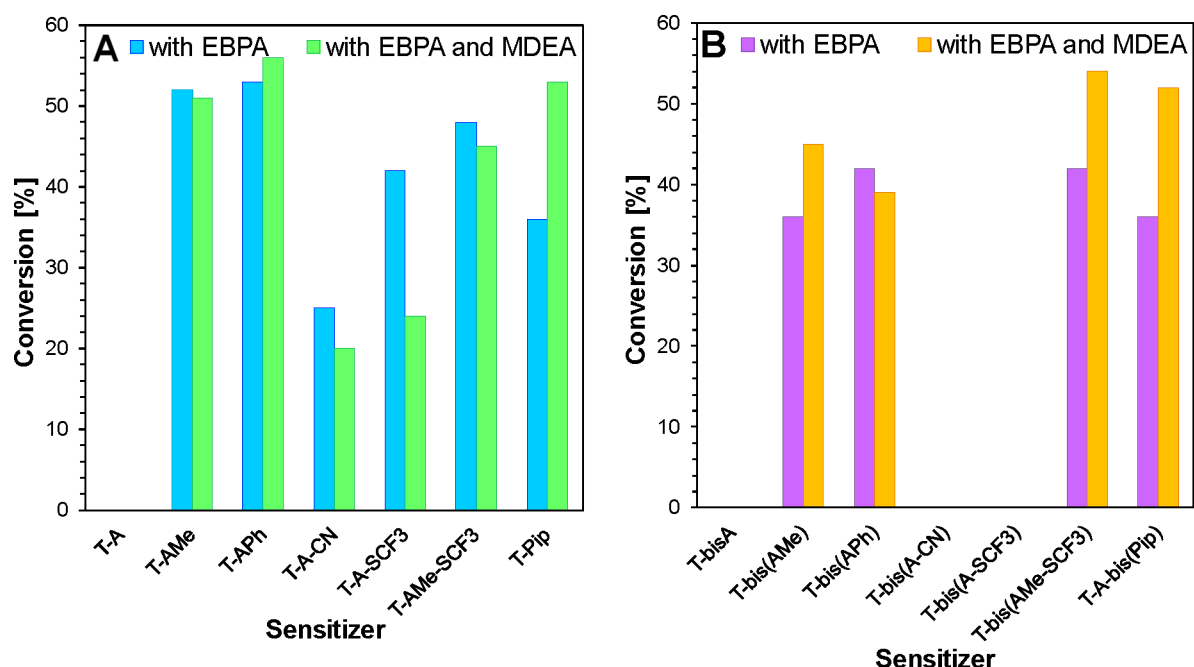 A
with EBPA
with EBPA and MDEA
60
50
40
30
20
10
0
Conversion [%]
T-A
T-AMe
T-APh
T-A-CN
T-A-SCF3
T-AMe-SCF3
T-Pip
Sensitizer
B
with EBPA
with EBPA and MDEA
60
50
40
30
20
10
0
Conversion [%]
T-bisA
T-bis(AMe)
T-bis(APh)
T-bis(A-CN)
T-bis(A-SCF3)
T-bis(AMe-SCF3)
T-A-bis(Pip)
Sensitizer